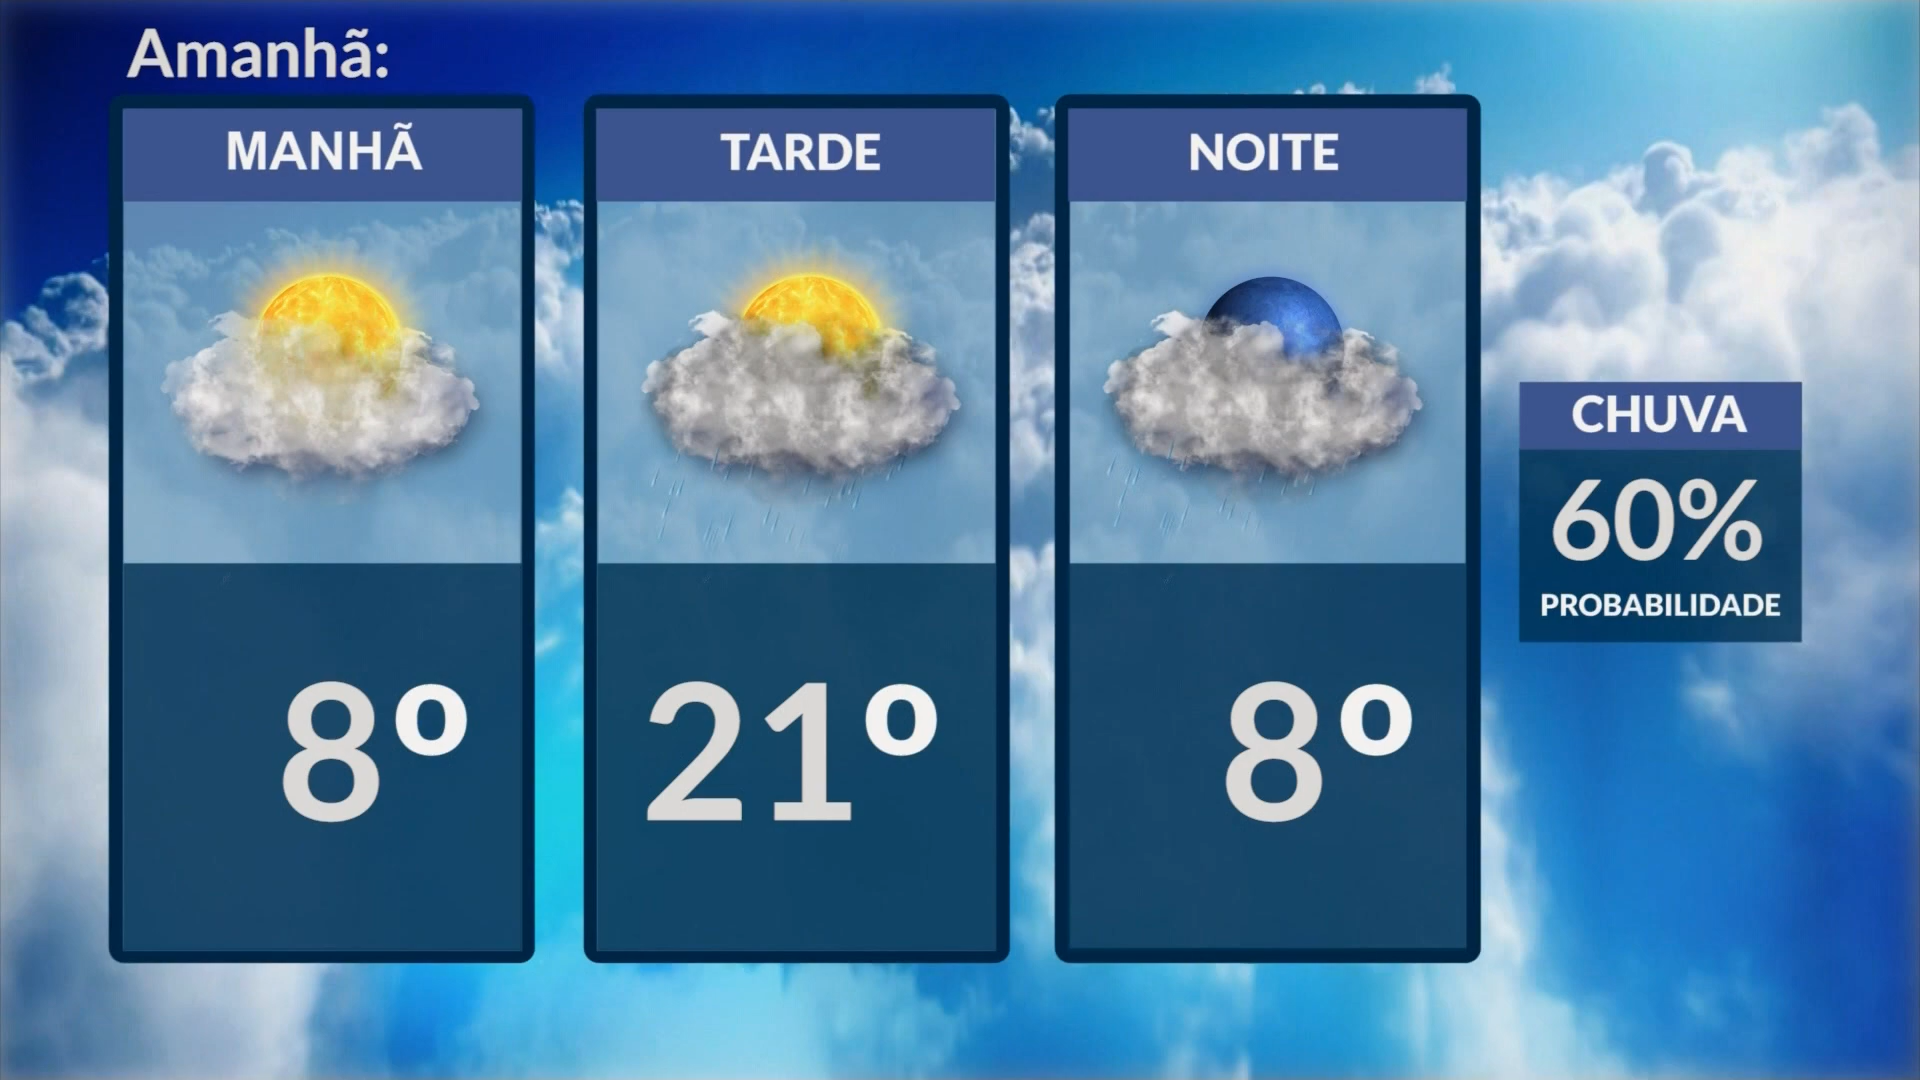 Amanhã:
MANHÃ
TARDE
NOITE
8º
21º
8º
CHUVA
60%
PROBABILIDADE